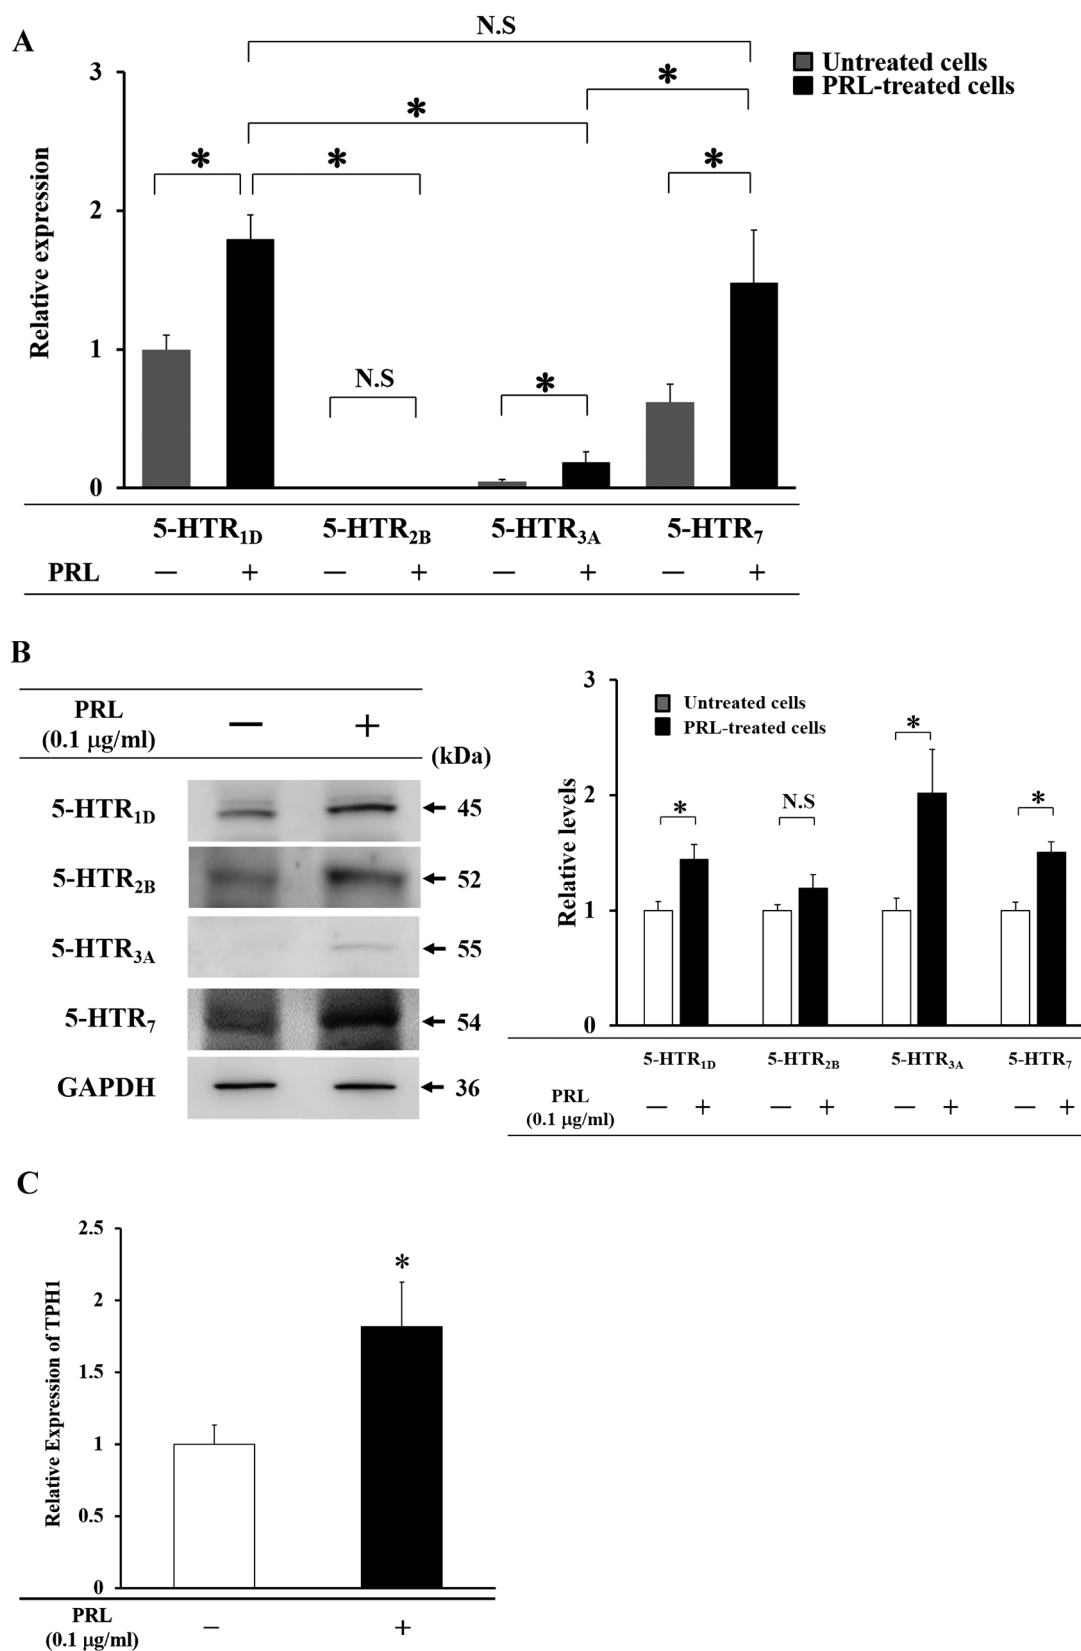 A
N.S
Untreated cells
PRL-treated cells
*
*
*
*
*
3
2
1
0
Relative expression
N.S
*
5-HTR1D 5-HTR2B 5-HTR3A 5-HTR7
PRL — + — + — + — +
B
PRL
(0.1 μg/ml)
— +
(kDa)
5-HTR1D 45
5-HTR2B 52
5-HTR3A 55
5-HTR7 54
GAPDH 36
3
2
1
0
Relative levels
Untreated cells
PRL-treated cells
* N.S * *
5-HTR1D 5-HTR2B 5-HTR3A 5-HTR7
PRL
(0.1 μg/ml)
— + — + — + — +
C
2.5
2
1.5
1
0.5
0
Relative Expression of TPH1
*
PRL
(0.1 μg/ml)
− +